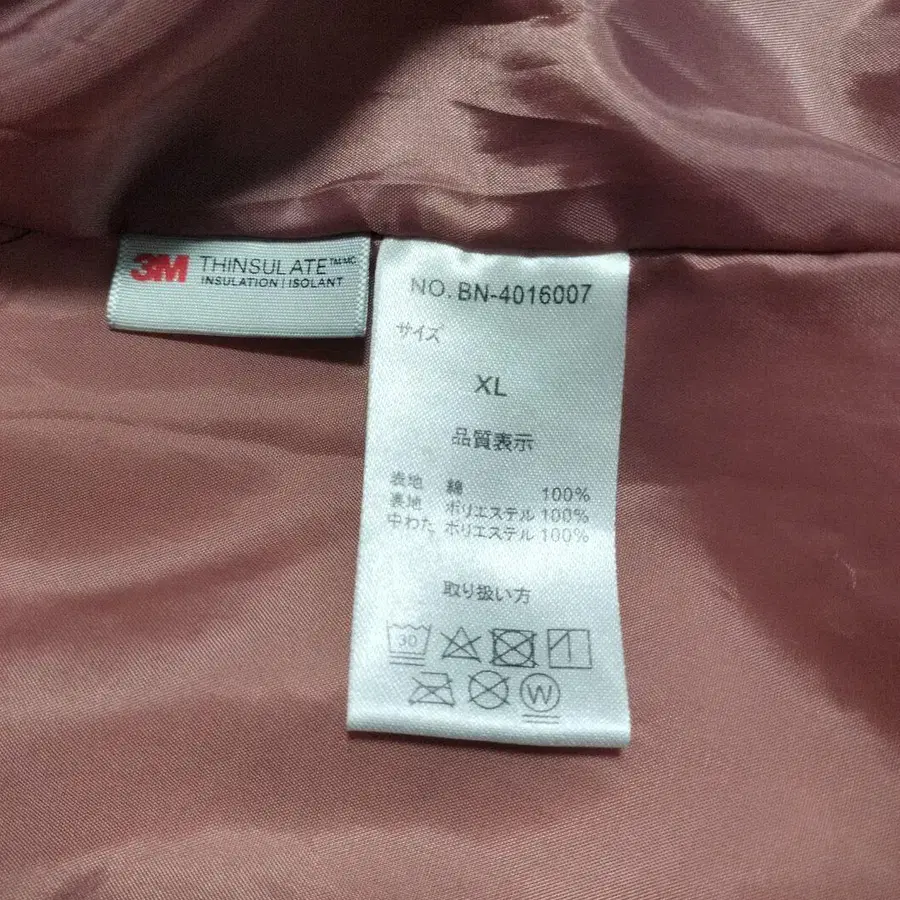 3M THINSULATE™/MC
INSULATION | ISOLANT
NO. BN-4016007
サイズ
XL
品質表示
表地 綿 100%
裏地 ポリエステル 100%
中わた ポリエステル 100%
取り扱い方
30
W